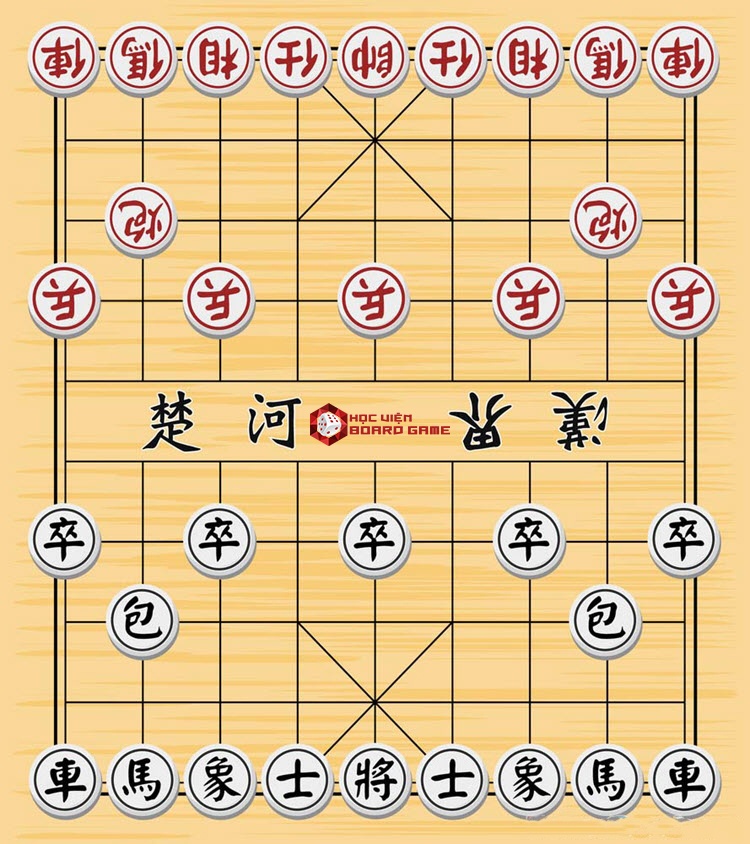 俥 傌 相 仕 帥 仕 相 傌 俥
炮 炮
兵 兵 兵 兵 兵
楚 河
HỌC VIỆN
BOARD GAME
漢 界
卒 卒 卒 卒 卒
包 包
車 馬 象 士 將 士 象 馬 車